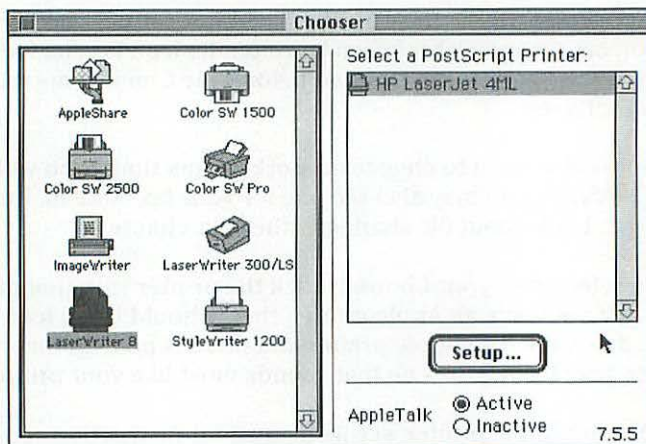 Chooser
AppleShare
Color SW 1500
Color SW 2500
Color SW Pro
ImageWriter
LaserWriter 300/LS
LaserWriter 8
StyleWriter 1200
Select a PostScript Printer:
HP LaserJet 4ML
Setup...
AppleTalk
Active
Inactive
7.5.5